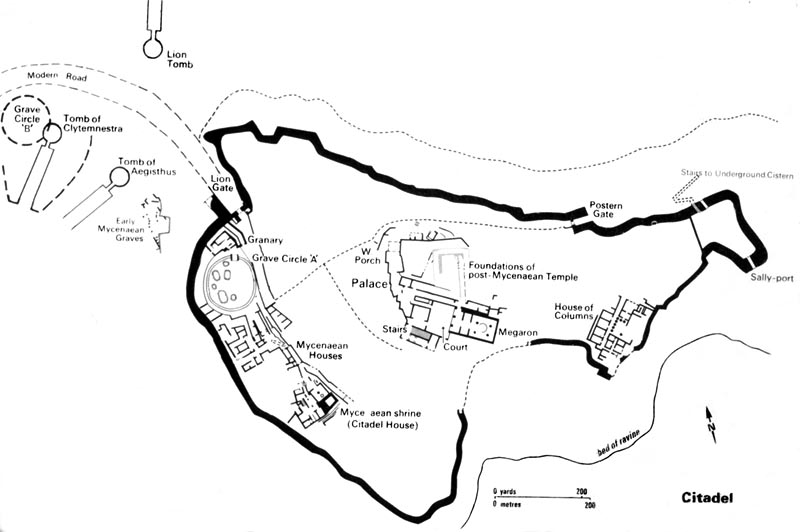 Lion
Tomb
Modern Road
Grave
Circle
'B'
Tomb of
Clytemnestra
Tomb of
Aegisthus
Lion
Gate
Early
Mycenaean
Graves
Granary
Grave Circle 'A'
W
Porch
Palace
Stairs
Court
Megaron
Foundations of
post-Mycenaean Temple
Postern
Gate
Stairs to Underground Cistern
Sally-port
House of
Columns
Mycenaean
Houses
Myce aean shrine
(Citadel House)
bed of ravine
N
0 yards 200
0 metres 200
Citadel